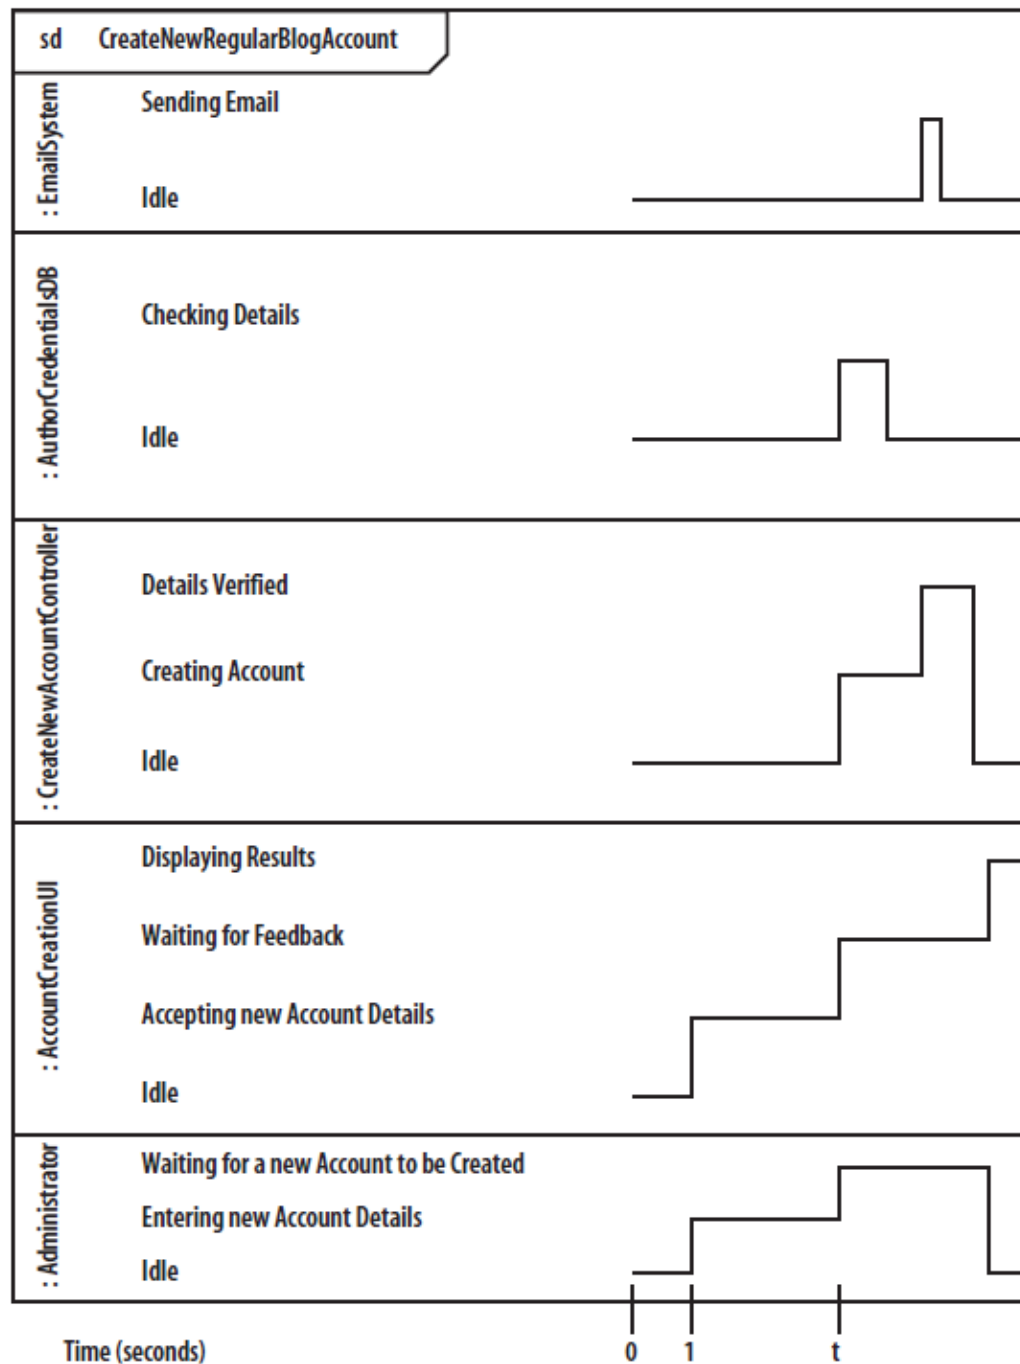 sd CreateNewRegularBlogAccount
: EmailSystem
Sending Email
Idle
: AuthorCredentialsDB
Checking Details
Idle
: CreateNewAccountController
Details Verified
Creating Account
Idle
: AccountCreationUI
Displaying Results
Waiting for Feedback
Accepting new Account Details
Idle
: Administrator
Waiting for a new Account to be Created
Entering new Account Details
Idle
Time (seconds) 0 1 t